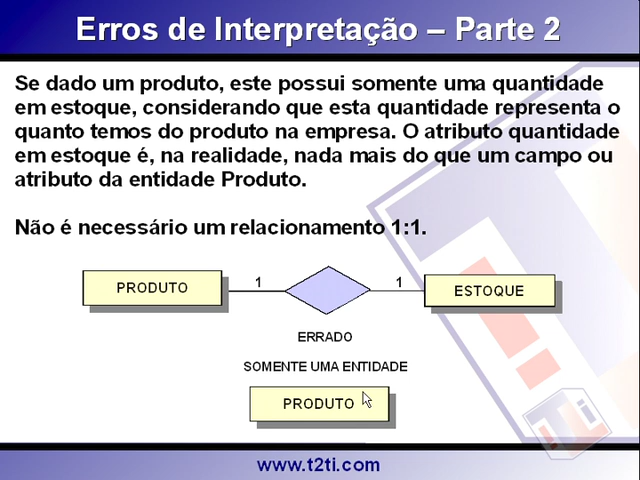 Erros de Interpretação – Parte 2
Se dado um produto, este possui somente uma quantidade
em estoque, considerando que esta quantidade representa o
quanto temos do produto na empresa. O atributo quantidade
em estoque é, na realidade, nada mais do que um campo ou
atributo da entidade Produto.
Não é necessário um relacionamento 1:1.
PRODUTO 1 1 ESTOQUE
ERRADO
SOMENTE UMA ENTIDADE
PRODUTO
www.t2ti.com